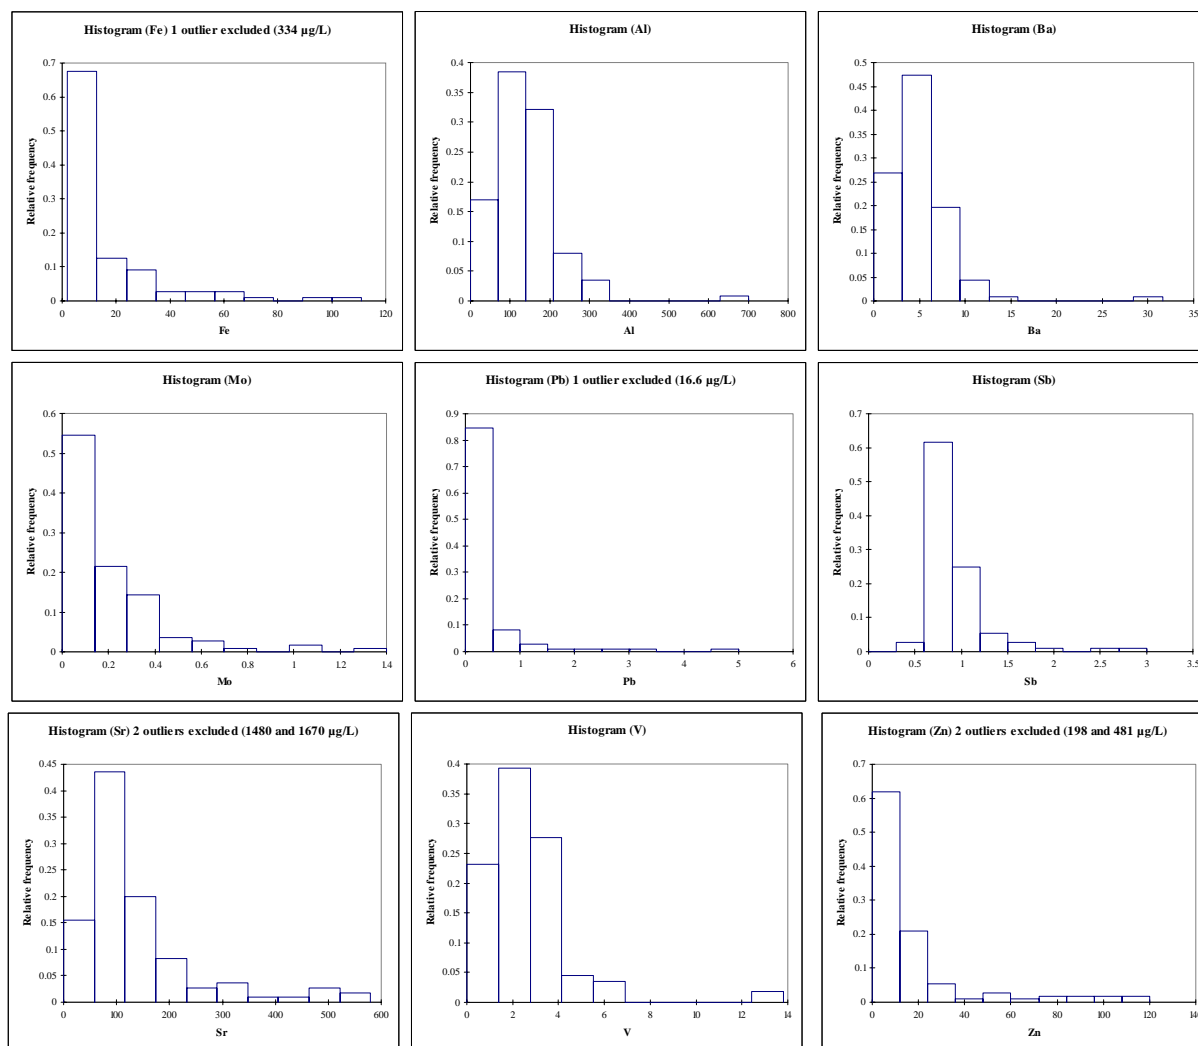 Histogram (Fe) 1 outlier excluded (334 µg/L)
0.7
0.6
0.5
0.4
0.3
0.2
0.1
0
Relative frequency
0 20 40 60 80 100 120
Fe
Histogram (Al)
0.4
0.35
0.3
0.25
0.2
0.15
0.1
0.05
0
Relative frequency
0 100 200 300 400 500 600 700 800
Al
Histogram (Ba)
0.5
0.45
0.4
0.35
0.3
0.25
0.2
0.15
0.1
0.05
0
Relative frequency
0 5 10 15 20 25 30 35
Ba
Histogram (Mo)
0.6
0.5
0.4
0.3
0.2
0.1
0
Relative frequency
0 0.2 0.4 0.6 0.8 1 1.2 1.4
Mo
Histogram (Pb) 1 outlier excluded (16.6 µg/L)
0.9
0.8
0.7
0.6
0.5
0.4
0.3
0.2
0.1
0
Relative frequency
0 1 2 3 4 5 6
Pb
Histogram (Sb)
0.7
0.6
0.5
0.4
0.3
0.2
0.1
0
Relative frequency
0 0.5 1 1.5 2 2.5 3 3.5
Sb
Histogram (Sr) 2 outliers excluded (1480 and 1670 µg/L)
0.45
0.4
0.35
0.3
0.25
0.2
0.15
0.1
0.05
0
Relative frequency
0 100 200 300 400 500 600
Sr
Histogram (V)
0.4
0.35
0.3
0.25
0.2
0.15
0.1
0.05
0
Relative frequency
0 2 4 6 8 10 12 14
V
Histogram (Zn) 2 outliers excluded (198 and 481 µg/L)
0.7
0.6
0.5
0.4
0.3
0.2
0.1
0
Relative frequency
0 20 40 60 80 100 120 140
Zn